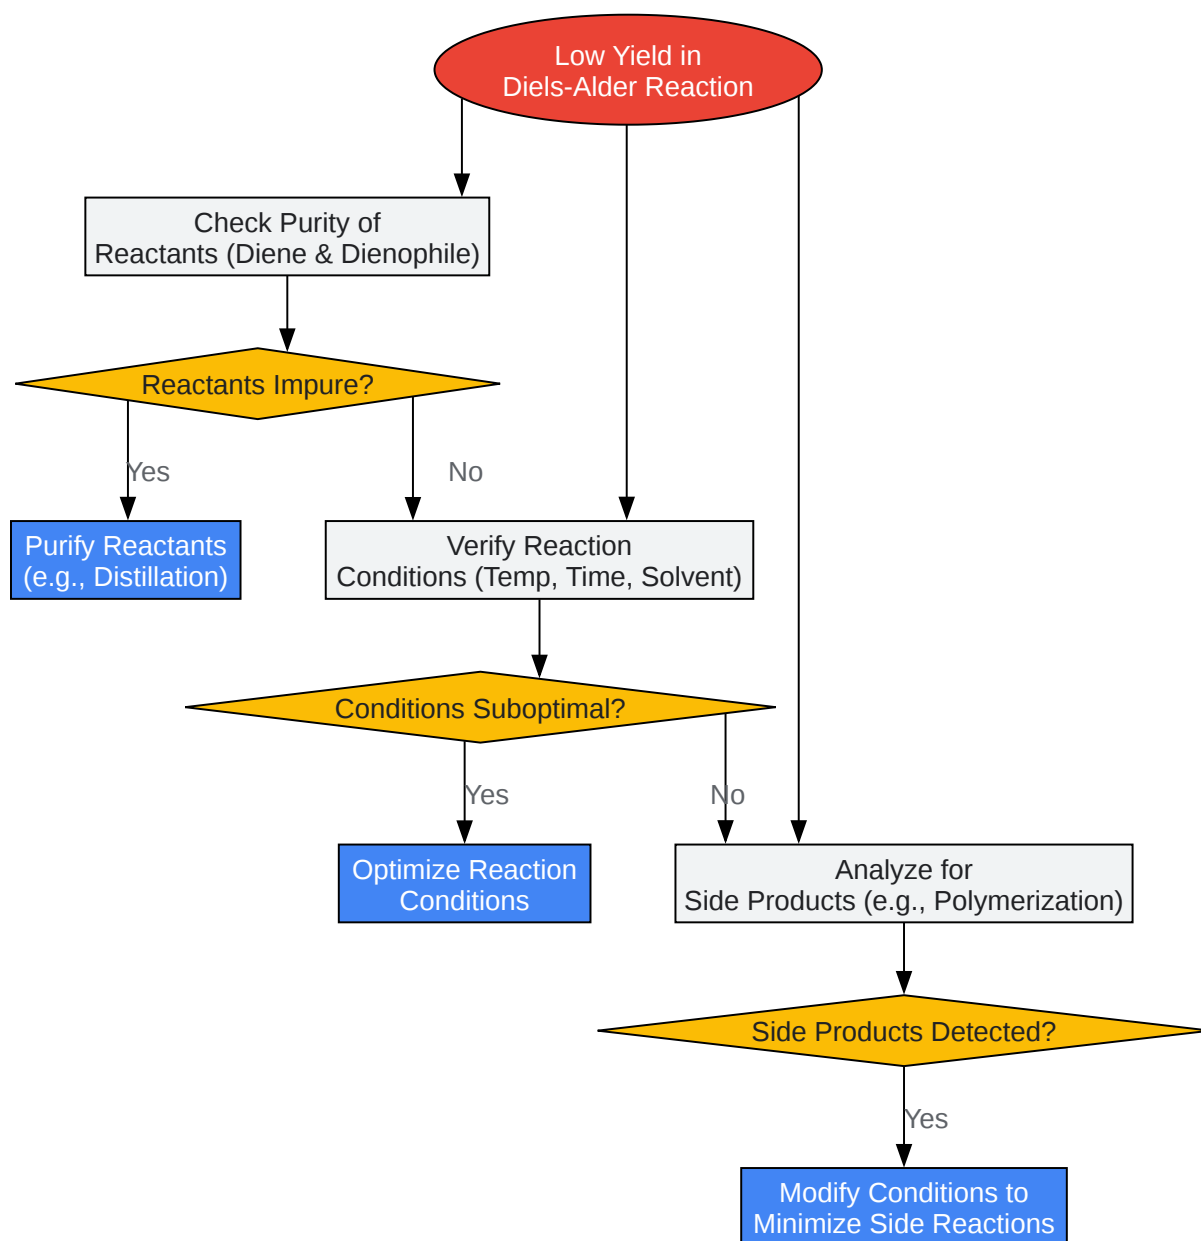 Low Yield in
Diels-Alder Reaction
Check Purity of
Reactants (Diene & Dienophile)
Reactants Impure?
Yes
No
Purify Reactants
(e.g., Distillation)
Verify Reaction
Conditions (Temp, Time, Solvent)
Conditions Suboptimal?
Yes
No
Optimize Reaction
Conditions
Analyze for
Side Products (e.g., Polymerization)
Side Products Detected?
Yes
Modify Conditions to
Minimize Side Reactions